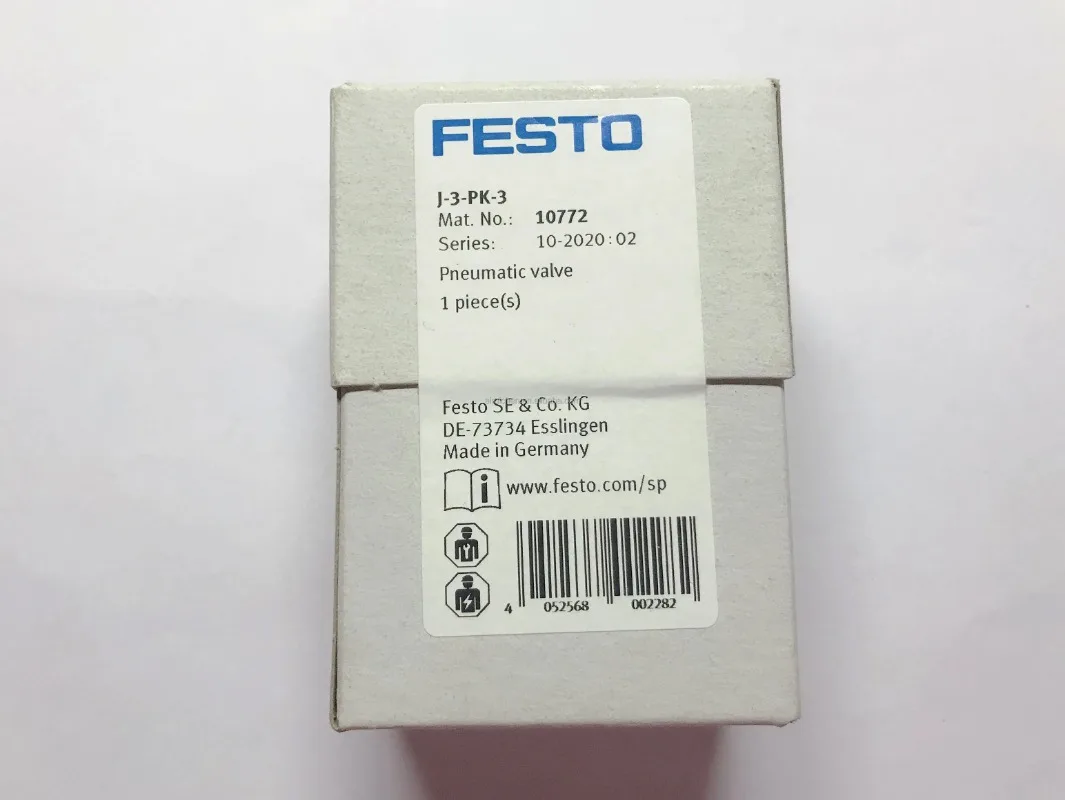 FESTO
J-3-PK-3
Mat. No.: 10772
Series: 10-2020:02
Pneumatic valve
1 piece(s)
Festo SE & Co. KG
DE-73734 Esslingen
Made in Germany
i www.festo.com/sp
4 052568 002282